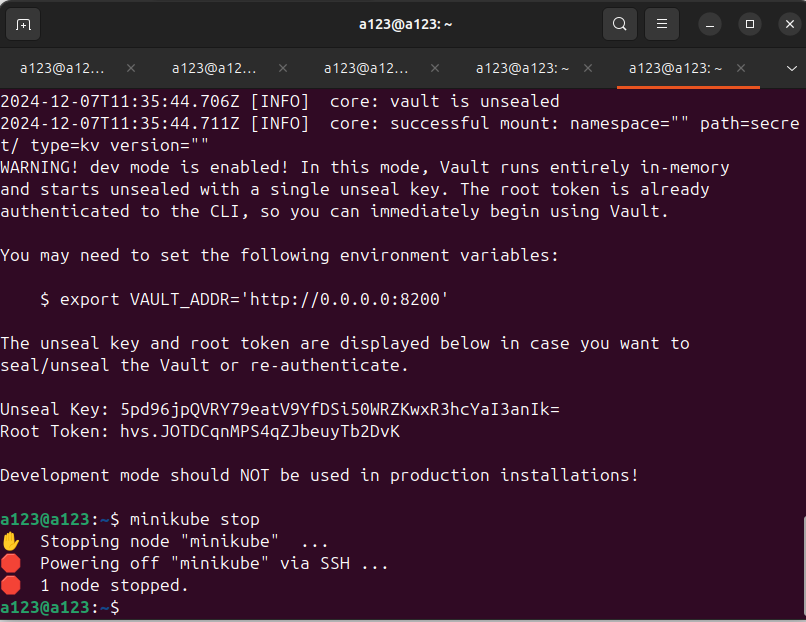 a123@a123: ~
a123@a12... a123@a12... a123@a12... a123@a123: ~ a123@a123: ~
2024-12-07T11:35:44.706Z [INFO]  core: vault is unsealed
2024-12-07T11:35:44.711Z [INFO]  core: successful mount: namespace="" path=secre
t/ type=kv version=""
WARNING! dev mode is enabled! In this mode, Vault runs entirely in-memory
and starts unsealed with a single unseal key. The root token is already
authenticated to the CLI, so you can immediately begin using Vault.
You may need to set the following environment variables:
$ export VAULT_ADDR='http://0.0.0.0:8200'
The unseal key and root token are displayed below in case you want to
seal/unseal the Vault or re-authenticate.
Unseal Key: 5pd96jpQVRY79eatV9YfDSi50WRZKwxR3hcYaI3anIk=
Root Token: hvs.JOTDCqnMPS4qZJbeuyTb2DvK
Development mode should NOT be used in production installations!
a123@a123:~$ minikube stop
✋  Stopping node "minikube"  ...
🛑  Powering off "minikube" via SSH ...
🛑  1 node stopped.
a123@a123:~$